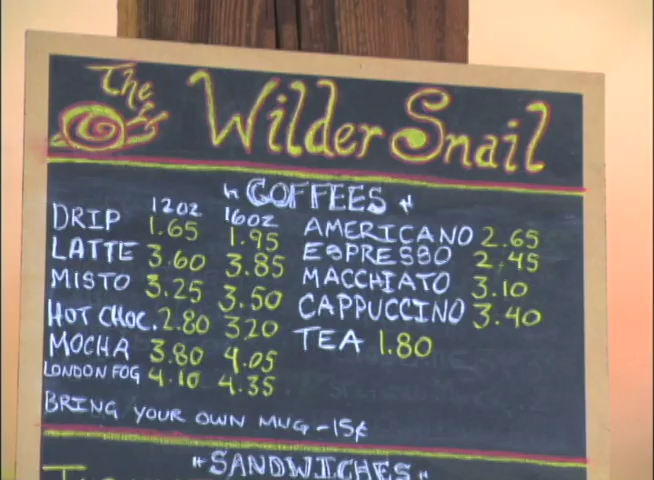 The Wilder Snail
"COFFEES"
12oz 16oz
DRIP 1.65 1.95
LATTE 3.60 3.85
MISTO 3.25 3.50
HOT CHOC. 2.80 3.20
MOCHA 3.80 4.05
LONDON FOG 4.10 4.35
AMERICANO 2.65
ESPRESSO 2.45
MACCHIATO 3.10
CAPPUCCINO 3.40
TEA 1.80
BRING YOUR OWN MUG -15¢
"SANDWICHES"